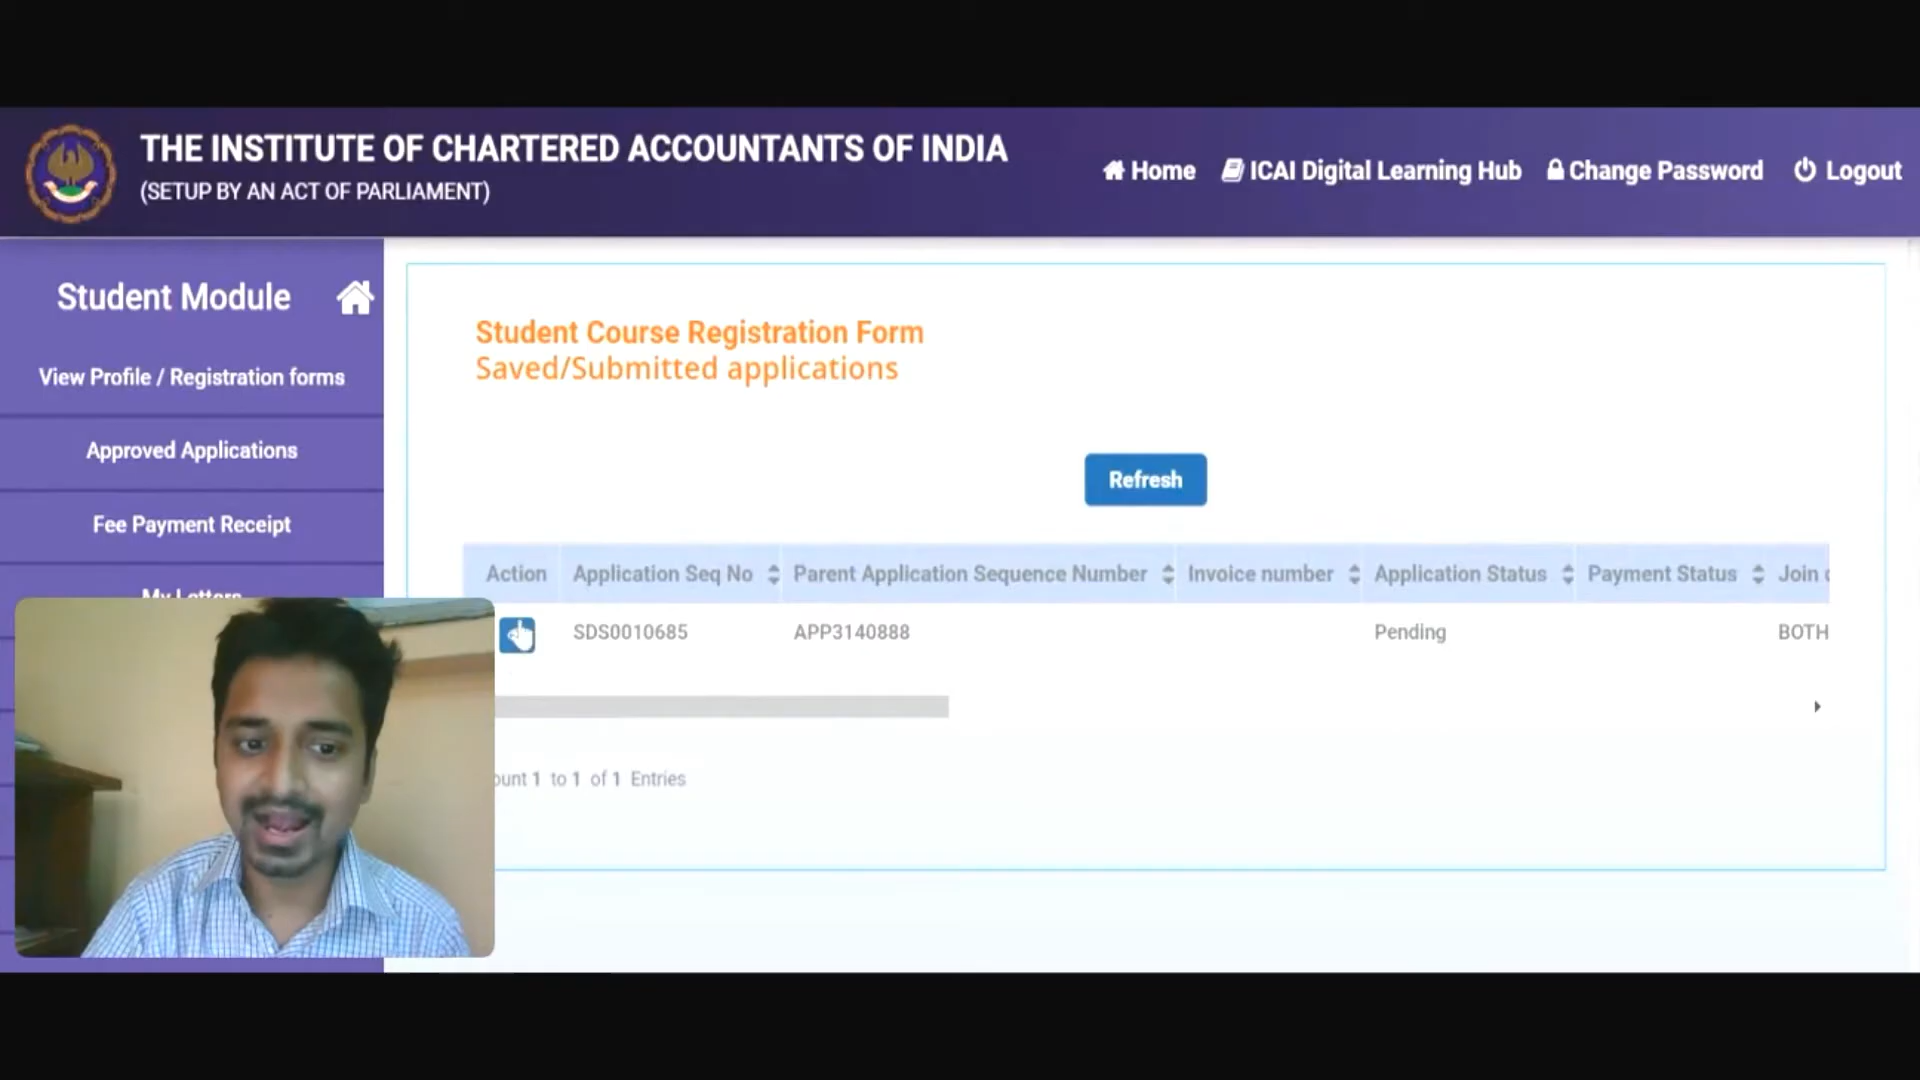 THE INSTITUTE OF CHARTERED ACCOUNTANTS OF INDIA
(SETUP BY AN ACT OF PARLIAMENT)
Home ICAI Digital Learning Hub Change Password Logout
Student Module
View Profile / Registration forms
Approved Applications
Fee Payment Receipt
My Letters
Student Course Registration Form
Saved/Submitted applications
Refresh
Action Application Seq No Parent Application Sequence Number Invoice number Application Status Payment Status Join
SDS0010685 APP3140888 Pending BOTH
1 to 1 of 1 Entries